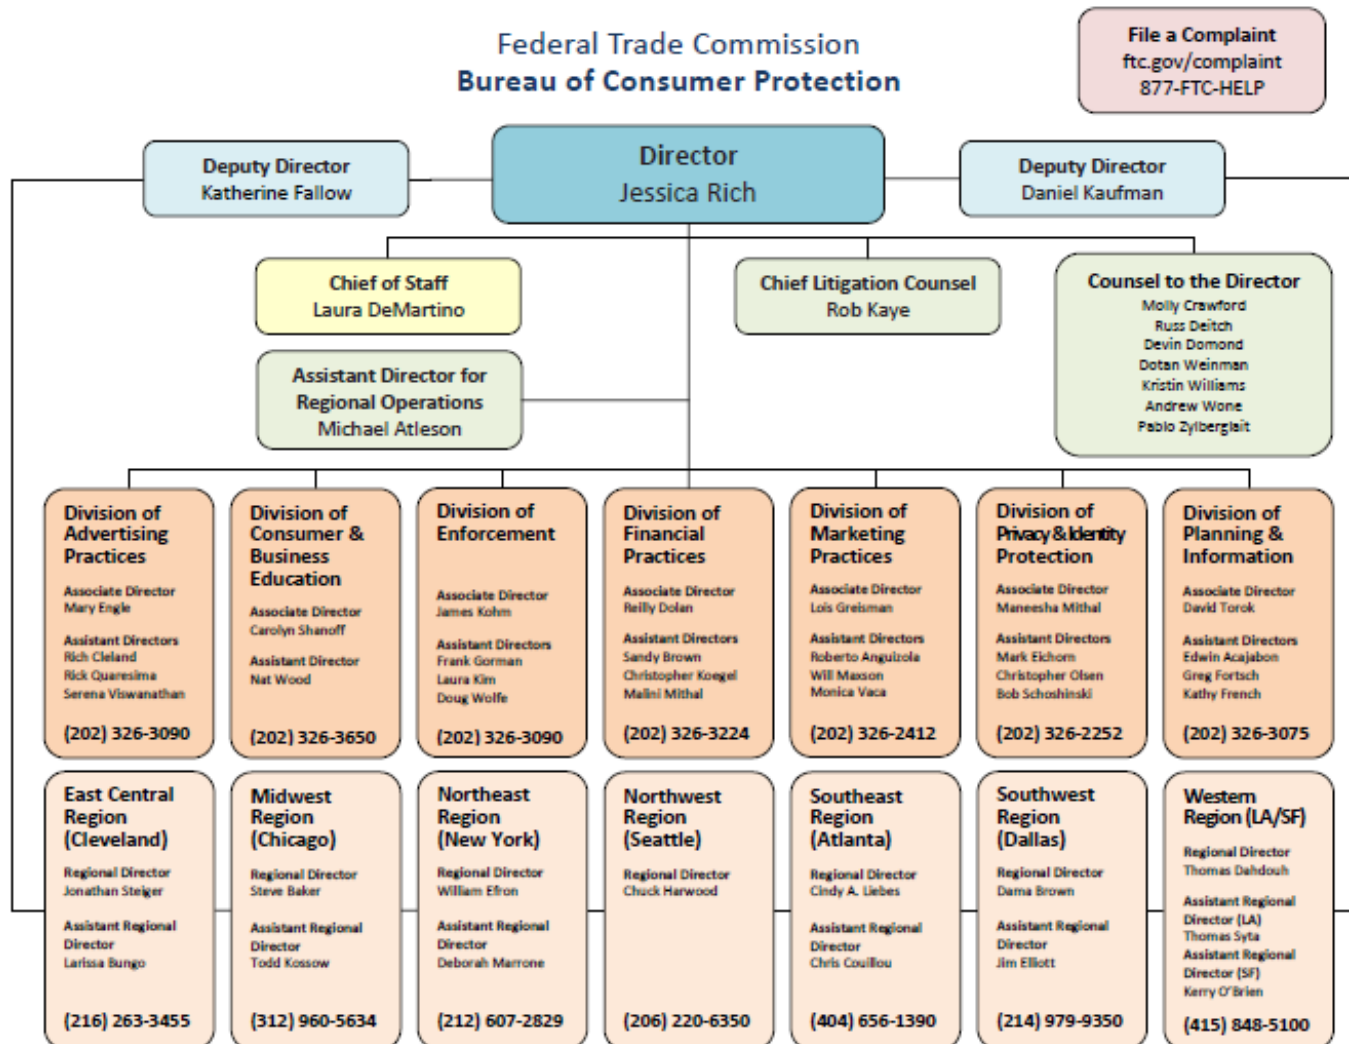 Federal Trade Commission
Bureau of Consumer Protection
File a Complaint
ftc.gov/complaint
877-FTC-HELP
Deputy Director
Katherine Fallow
Director
Jessica Rich
Deputy Director
Daniel Kaufman
Chief of Staff
Laura DeMartino
Chief Litigation Counsel
Rob Kaye
Counsel to the Director
Molly Crawford
Russ Deitch
Devin Domond
Dotan Weinman
Kristin Williams
Andrew Wone
Pablo Zylberglait
Assistant Director for
Regional Operations
Michael Atleson
Division of
Advertising
Practices
Associate Director
Mary Engle
Assistant Directors
Rich Cleland
Rick Quaresima
Serena Viswanathan
(202) 326-3090
Division of
Consumer &
Business
Education
Associate Director
Carolyn Shanoff
Assistant Director
Nat Wood
(202) 326-3650
Division of
Enforcement
Associate Director
James Kohm
Assistant Directors
Frank Gorman
Laura Kim
Doug Wolfe
(202) 326-3090
Division of
Financial
Practices
Associate Director
Reilly Dolan
Assistant Directors
Sandy Brown
Christopher Koegel
Malini Mithal
(202) 326-3224
Division of
Marketing
Practices
Associate Director
Lois Greisman
Assistant Directors
Roberto Anguizola
Will Maxson
Monica Vaca
(202) 326-2412
Division of
Privacy & Identity
Protection
Associate Director
Maneesha Mithal
Assistant Directors
Mark Eichorn
Christopher Olsen
Bob Schoshinski
(202) 326-2252
Division of
Planning &
Information
Associate Director
David Torok
Assistant Directors
Edwin Acajabon
Greg Fortsch
Kathy French
(202) 326-3075
East Central
Region
(Cleveland)
Regional Director
Jonathan Steiger
Assistant Regional
Director
Larissa Bungo
(216) 263-3455
Midwest
Region
(Chicago)
Regional Director
Steve Baker
Assistant Regional
Director
Todd Kossow
(312) 960-5634
Northeast
Region
(New York)
Regional Director
William Efron
Assistant Regional
Director
Deborah Marrone
(212) 607-2829
Northwest
Region
(Seattle)
Regional Director
Chuck Harwood
(206) 220-6350
Southeast
Region
(Atlanta)
Regional Director
Cindy A. Liebes
Assistant Regional
Director
Chris Couillou
(404) 656-1390
Southwest
Region
(Dallas)
Regional Director
Dama Brown
Assistant Regional
Director
Jim Elliott
(214) 979-9350
Western
Region (LA/SF)
Regional Director
Thomas Dahdouh
Assistant Regional
Director (LA)
Thomas Syta
Assistant Regional
Director (SF)
Kerry O'Brien
(415) 848-5100